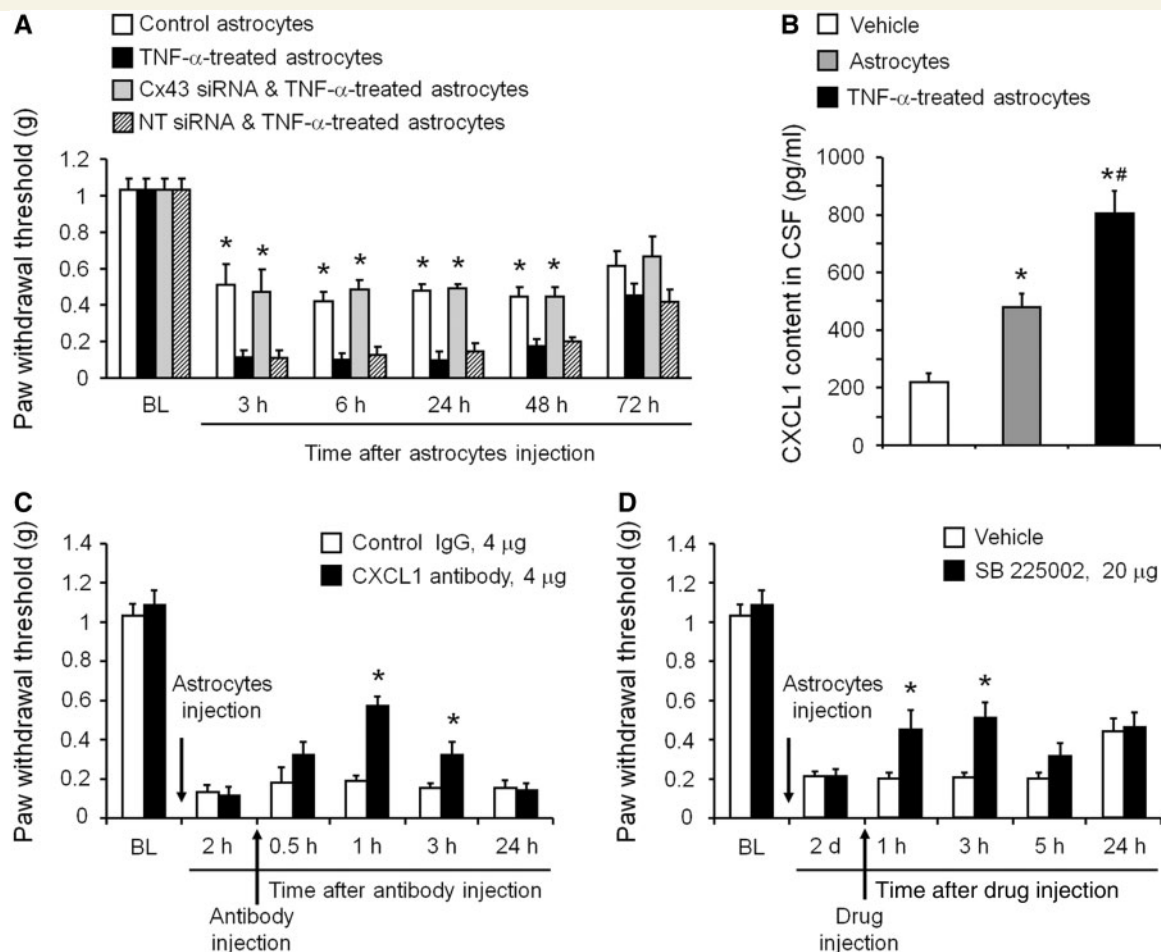 A
Control astrocytes
TNF-α-treated astrocytes
Cx43 siRNA & TNF-α-treated astrocytes
NT siRNA & TNF-α-treated astrocytes
Paw withdrawal threshold (g)
1.2
1
0.8
0.6
0.4
0.2
0
* * * * * * * *
BL 3 h 6 h 24 h 48 h 72 h
Time after astrocytes injection
B
Vehicle
Astrocytes
TNF-α-treated astrocytes
CXCL1 content in CSF (pg/ml)
1000
800
600
400
200
0
* *#
C
Control IgG, 4 μg
CXCL1 antibody, 4 μg
Paw withdrawal threshold (g)
1.4
1.2
1
0.8
0.6
0.4
0.2
0
Astrocytes
injection
* *
BL 2 h 0.5 h 1 h 3 h 24 h
Time after antibody injection
Antibody
injection
D
Vehicle
SB 225002, 20 μg
Paw withdrawal threshold (g)
1.4
1.2
1
0.8
0.6
0.4
0.2
0
Astrocytes
injection
* *
BL 2 d 1 h 3 h 5 h 24 h
Time after drug injection
Drug
injection